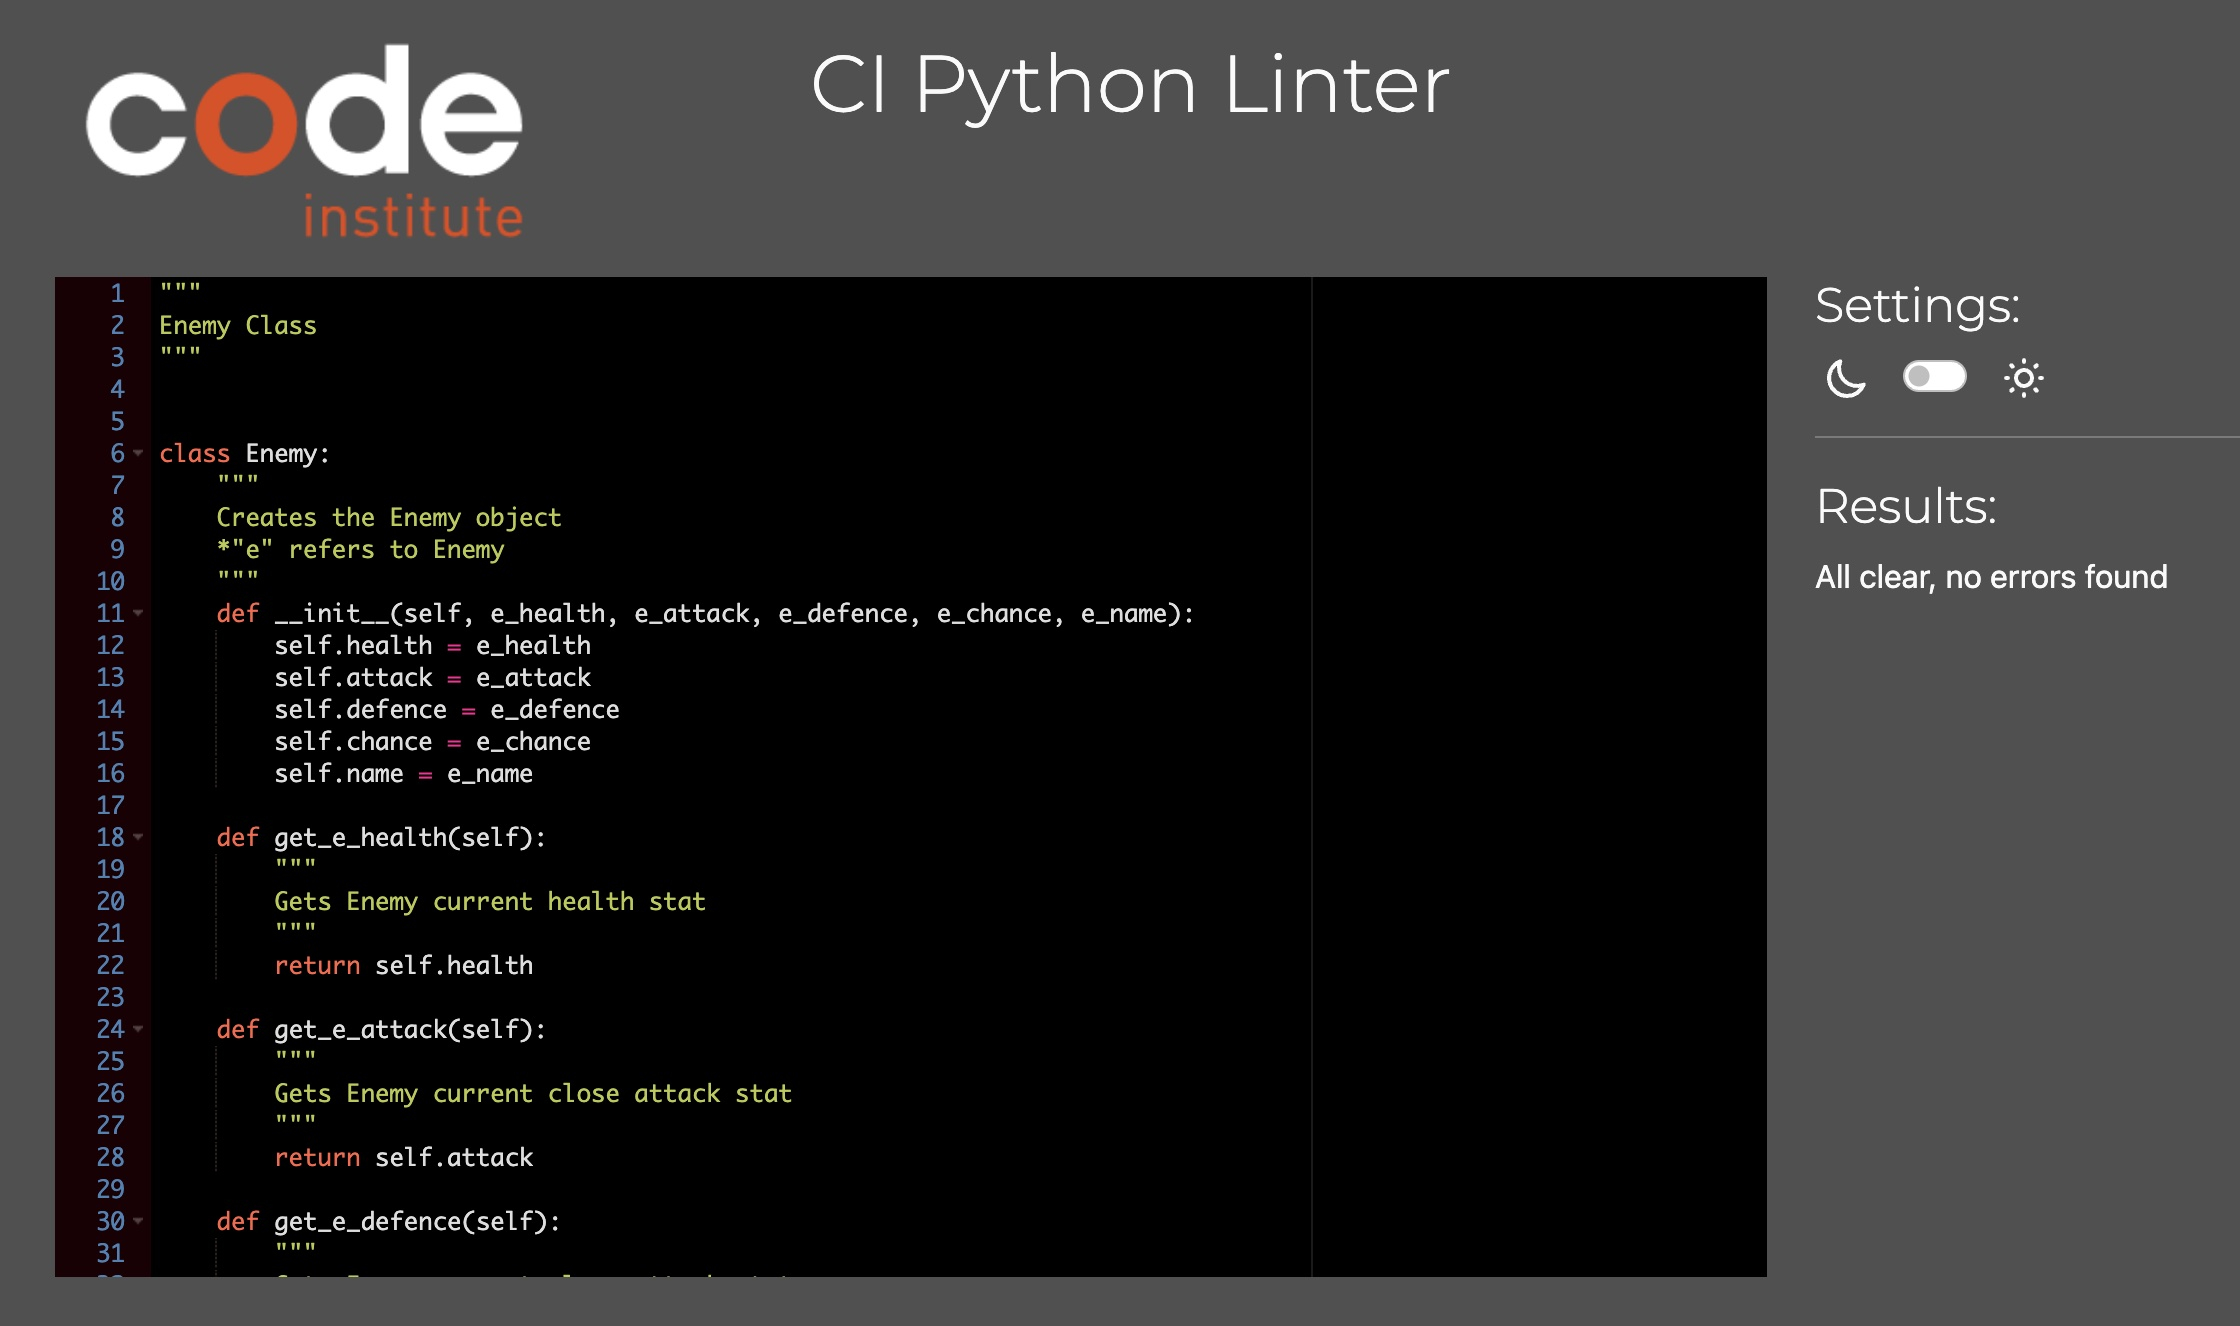 code
institute
CI Python Linter
1 """
2 Enemy Class
3 """
4
5
6 class Enemy:
7     """
8     Creates the Enemy object
9     *"e" refers to Enemy
10     """
11     def __init__(self, e_health, e_attack, e_defence, e_chance, e_name):
12         self.health = e_health
13         self.attack = e_attack
14         self.defence = e_defence
15         self.chance = e_chance
16         self.name = e_name
17
18     def get_e_health(self):
19         """
20         Gets Enemy current health stat
21         """
22         return self.health
23
24     def get_e_attack(self):
25         """
26         Gets Enemy current close attack stat
27         """
28         return self.attack
29
30     def get_e_defence(self):
31         """
Settings:
Results:
All clear, no errors found